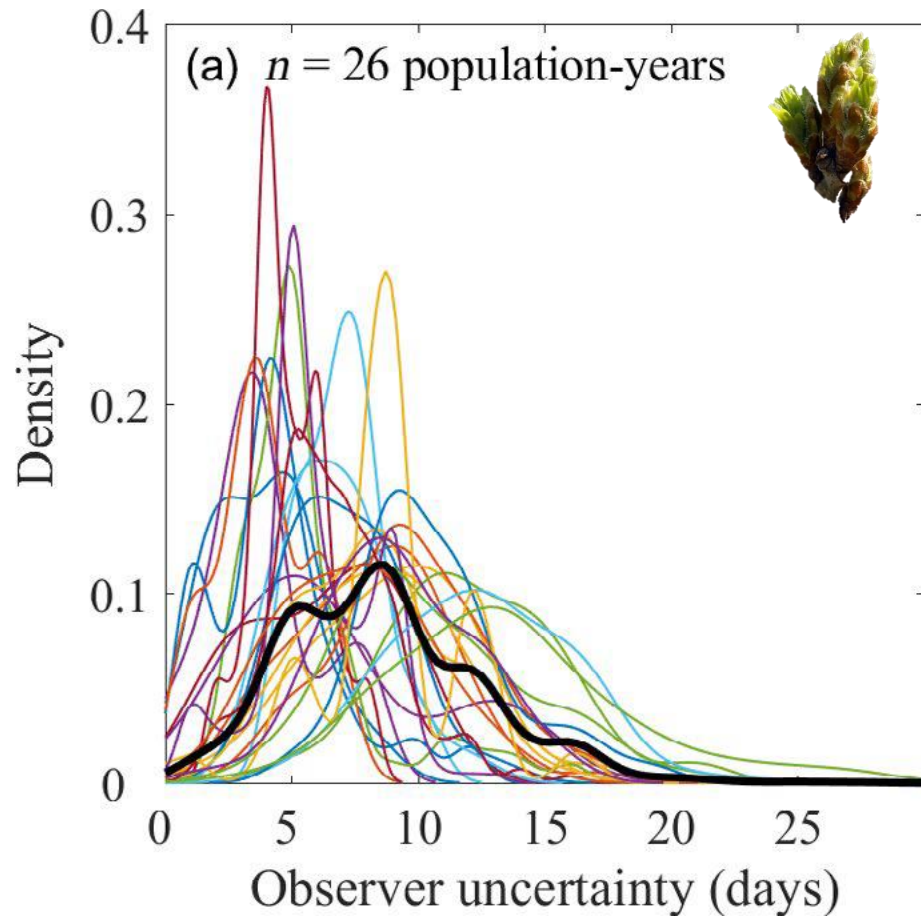 0.4
(a) n = 26 population-years
0.3
0.2
0.1
0
Density
0 5 10 15 20 25
Observer uncertainty (days)